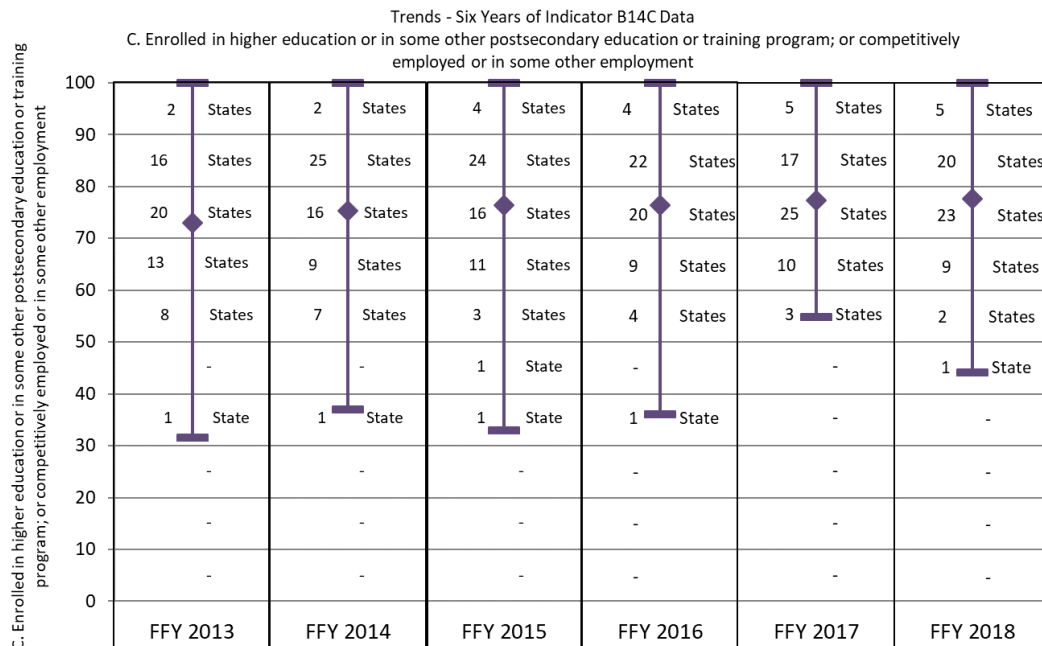 Trends - Six Years of Indicator B14C Data
C. Enrolled in higher education or in some other postsecondary education or training program; or competitively
employed or in some other employment
C. Enrolled in higher education or in some other postsecondary education or training
program; or competitively employed or in some other employment
100
2 States 2 States 4 States 4 States 5 States 5 States
90
16 States 25 States 24 States 22 States 17 States 20 States
80
20 States 16 States 16 States 20 States 25 States 23 States
70
13 States 9 States 11 States 9 States 10 States 9 States
60
8 States 7 States 3 States 4 States 3 States 2 States
50
- - 1 State - - 1 State
40
1 State 1 State 1 State 1 State - -
30
- - - - - -
20
- - - - - -
10
- - - - - -
0
FFY 2013 FFY 2014 FFY 2015 FFY 2016 FFY 2017 FFY 2018